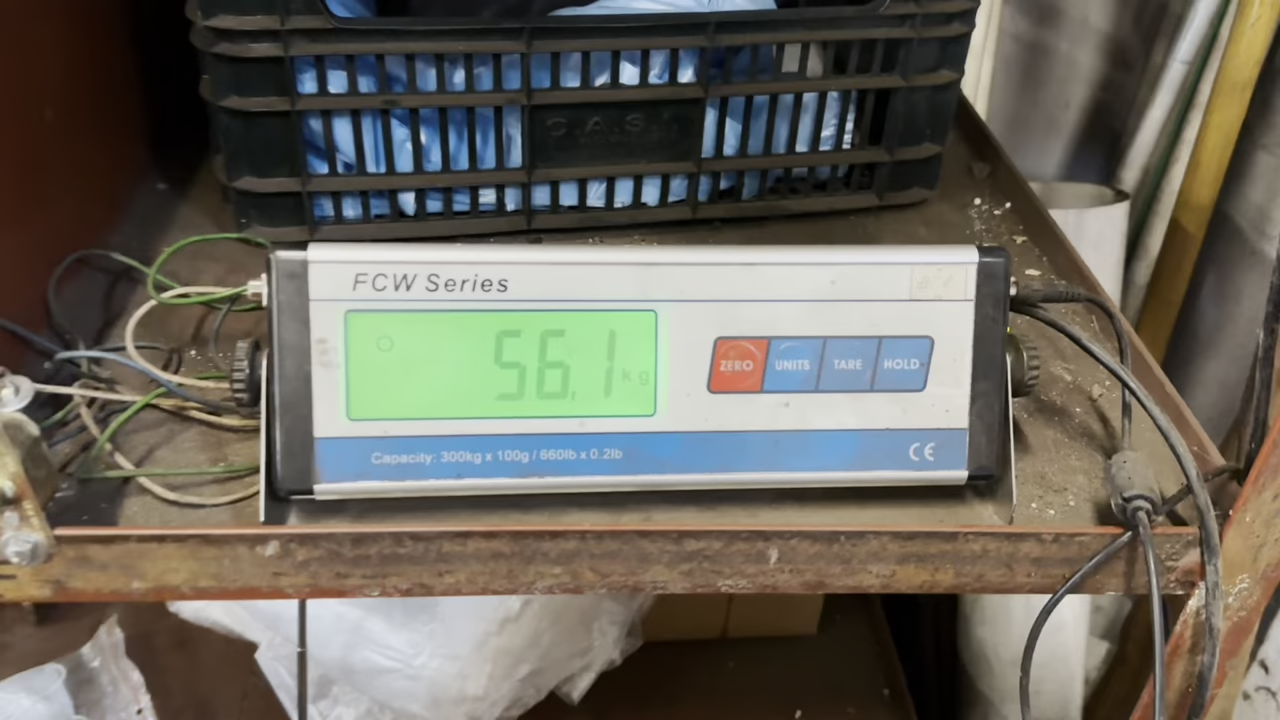 C.A.S.
FCW Series
56.1 kg
ZERO UNITS TARE HOLD
Capacity: 300kg x 100g / 660lb x 0.2lb
CE